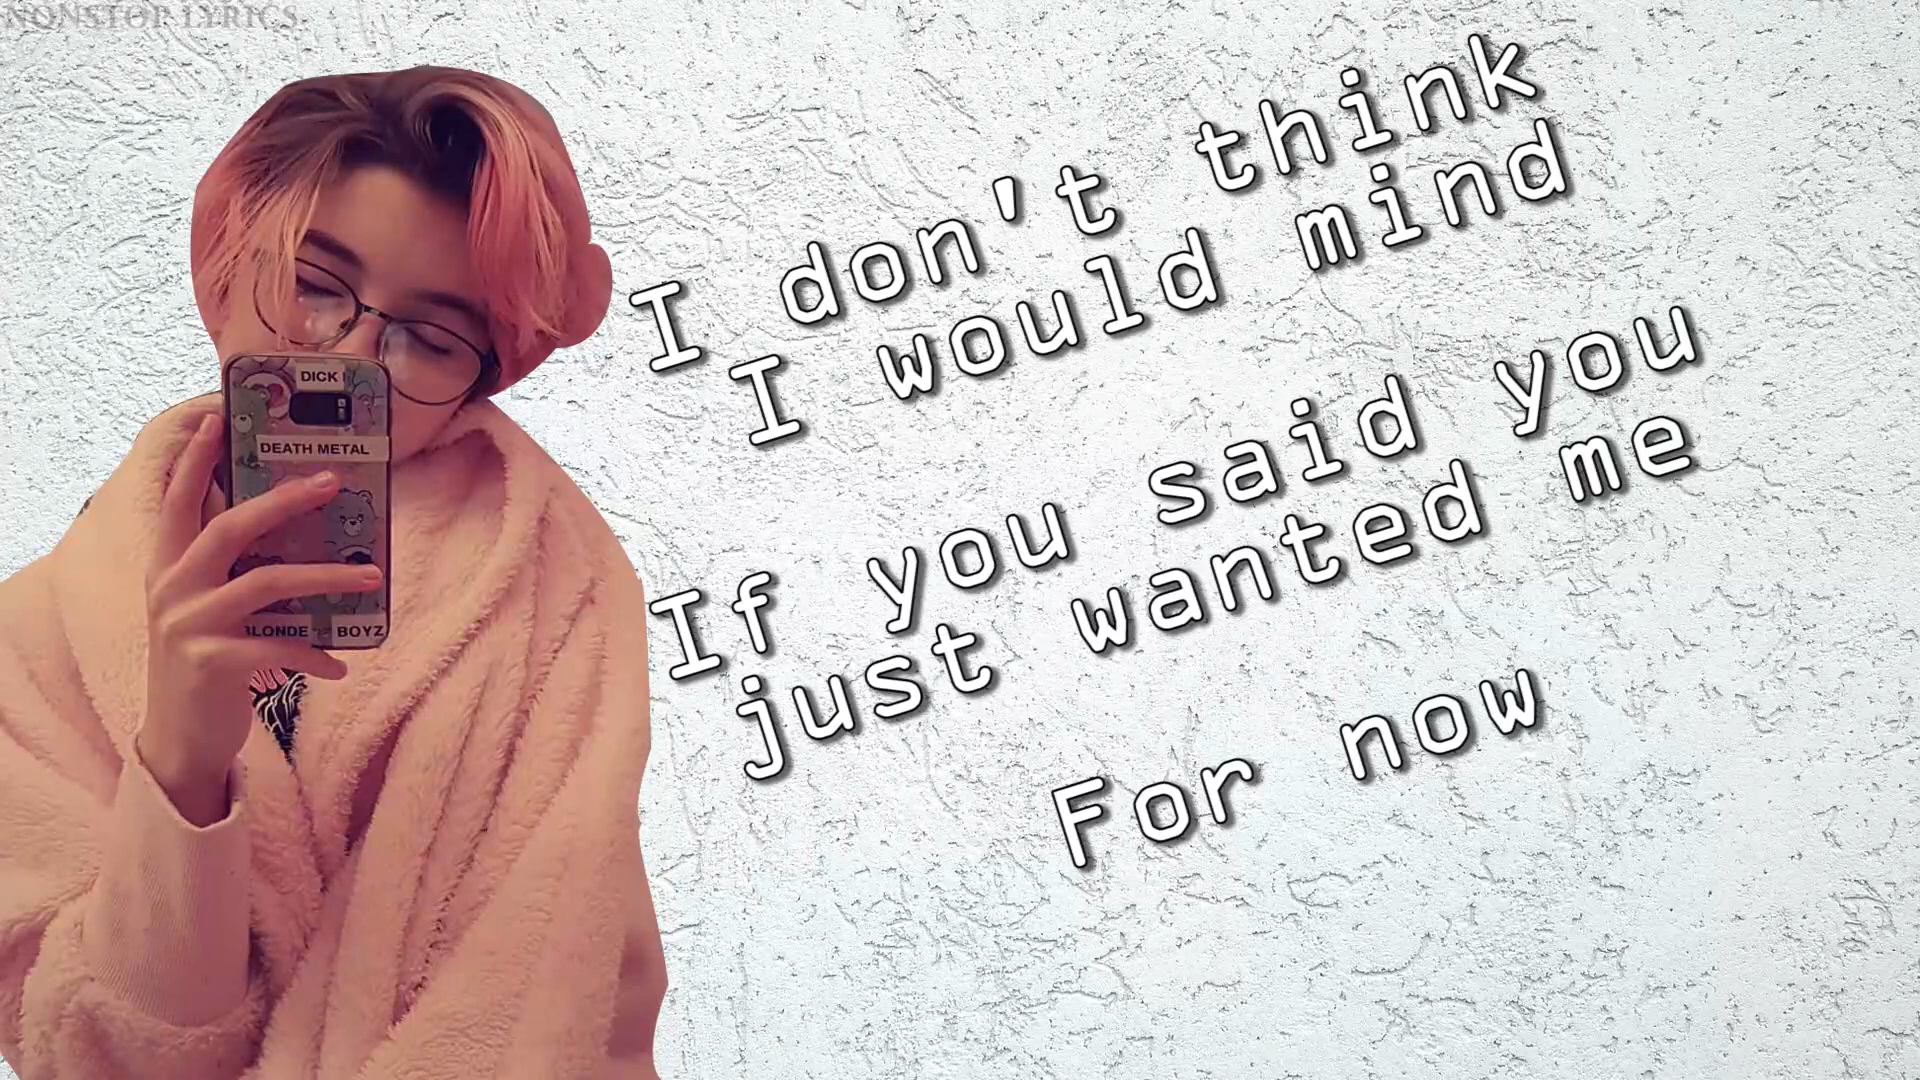 NONSTOP LYRICS
I don't think
I would mind
If you said you
just wanted me
For now
DICK
DEATH METAL
BLONDE BOYZ